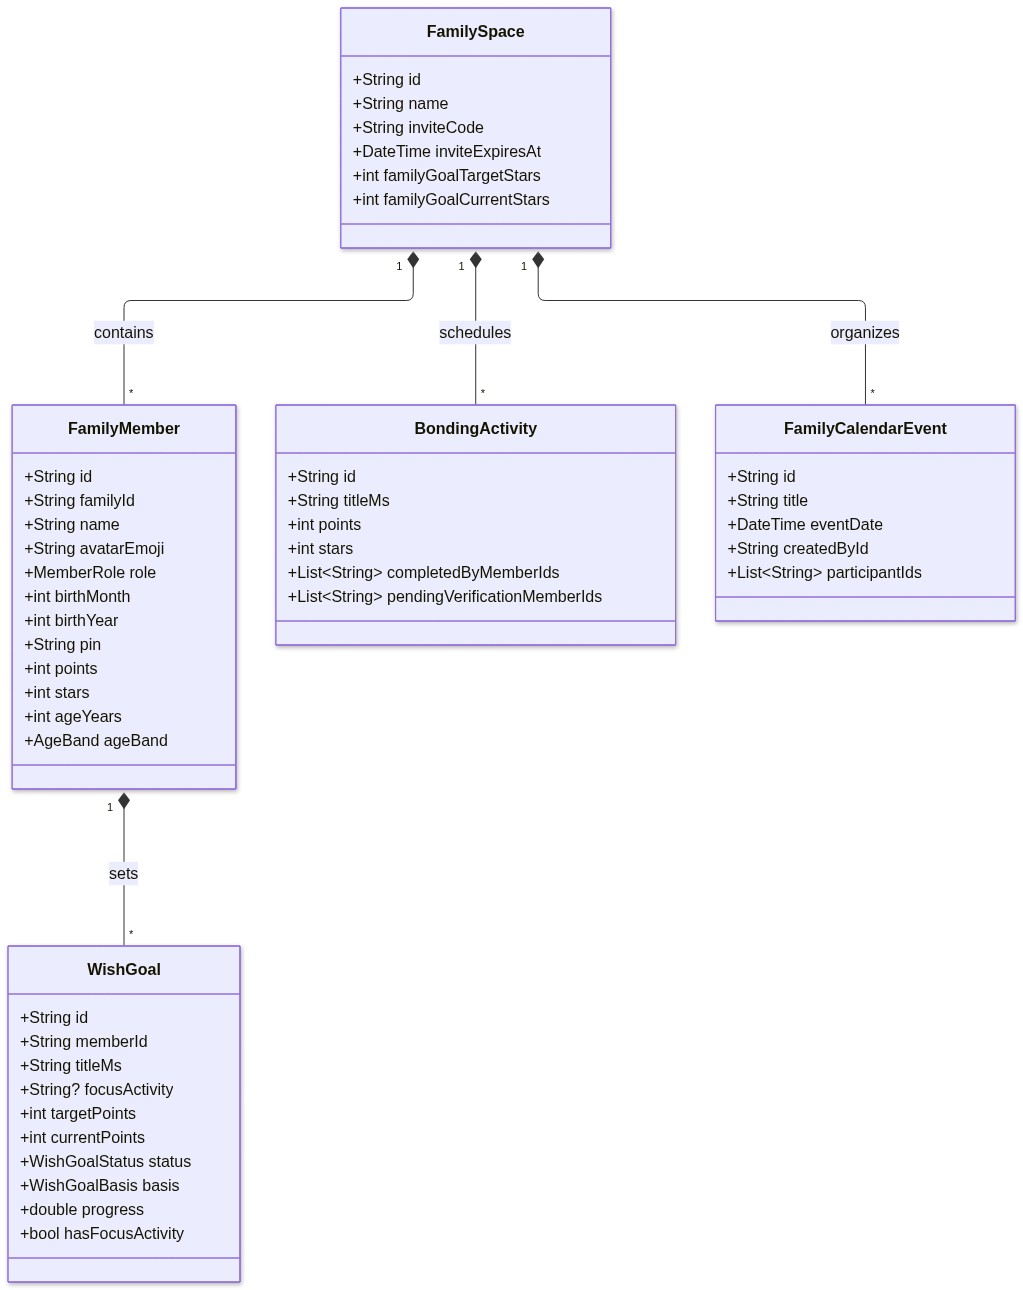 FamilySpace
+String id
+String name
+String inviteCode
+DateTime inviteExpiresAt
+int familyGoalTargetStars
+int familyGoalCurrentStars
1
1
1
contains
schedules
organizes
*
*
*
FamilyMember
+String id
+String familyId
+String name
+String avatarEmoji
+MemberRole role
+int birthMonth
+int birthYear
+String pin
+int points
+int stars
+int ageYears
+AgeBand ageBand
BondingActivity
+String id
+String titleMs
+int points
+int stars
+List<String> completedByMemberIds
+List<String> pendingVerificationMemberIds
FamilyCalendarEvent
+String id
+String title
+DateTime eventDate
+String createdById
+List<String> participantIds
1
sets
*
WishGoal
+String id
+String memberId
+String titleMs
+String? focusActivity
+int targetPoints
+int currentPoints
+WishGoalStatus status
+WishGoalBasis basis
+double progress
+bool hasFocusActivity